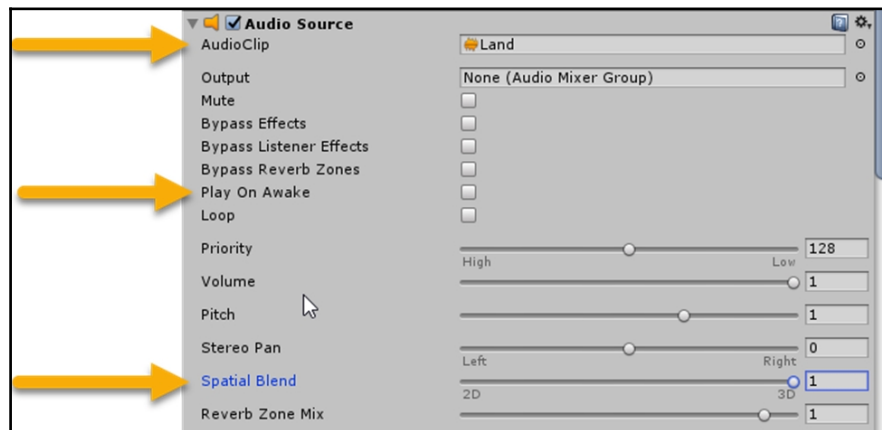 Audio Source
AudioClip Land
Output None (Audio Mixer Group)
Mute
Bypass Effects
Bypass Listener Effects
Bypass Reverb Zones
Play On Awake
Loop
Priority 128
High Low
Volume 1
Pitch 1
Stereo Pan 0
Left Right
Spatial Blend 1
2D 3D
Reverb Zone Mix 1